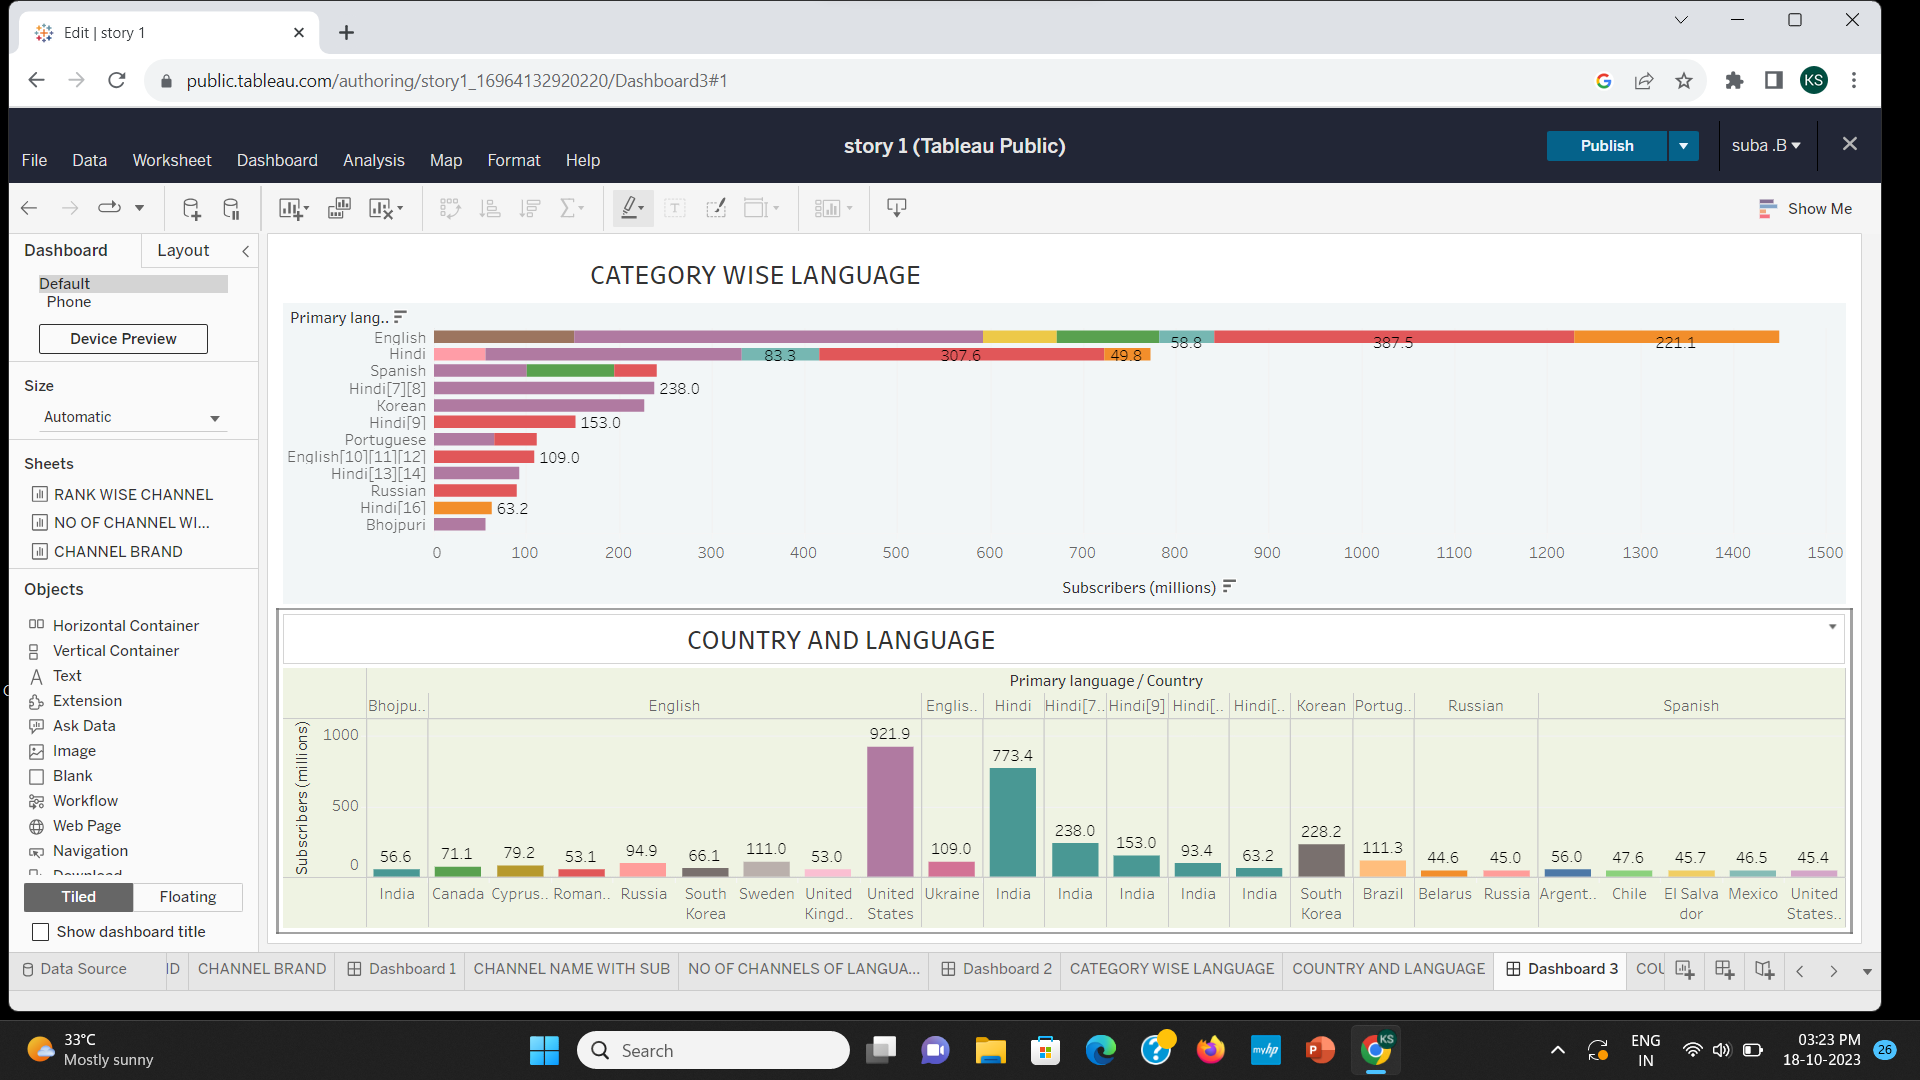 Edit | story 1
public.tableau.com/authoring/story1_16964132920220/Dashboard3#1
KS
File Data Worksheet Dashboard Analysis Map Format Help
story 1 (Tableau Public)
Publish
suba .B
Show Me
Dashboard Layout
Default
Phone
Device Preview
Size
Automatic
Sheets
RANK WISE CHANNEL
NO OF CHANNEL WI...
CHANNEL BRAND
Objects
Horizontal Container
Vertical Container
Text
Extension
Ask Data
Image
Blank
Workflow
Web Page
Navigation
Download
Tiled Floating
Show dashboard title
CATEGORY WISE LANGUAGE
Primary lang..
English 58.8 387.5 221.1
Hindi 83.3 307.6 49.8
Spanish
Hindi[7][8] 238.0
Korean
Hindi[9] 153.0
Portuguese
English[10][11][12] 109.0
Hindi[13][14]
Russian
Hindi[16] 63.2
Bhojpuri
0 100 200 300 400 500 600 700 800 900 1000 1100 1200 1300 1400 1500
Subscribers (millions)
COUNTRY AND LANGUAGE
Primary language / Country
Bhojpu.. English Englis.. Hindi Hindi[7.. Hindi[9] Hindi[.. Hindi[.. Korean Portug.. Russian Spanish
Subscribers (millions)
1000
500
0
56.6 71.1 79.2 53.1 94.9 66.1 111.0 53.0 921.9 109.0 773.4 238.0 153.0 93.4 63.2 228.2 111.3 44.6 45.0 56.0 47.6 45.7 46.5 45.4
India Canada Cyprus.. Roman.. Russia South Sweden United United Ukraine India India India India India South Brazil Belarus Russia Argent.. Chile El Salva Mexico United
Korea Kingd.. States Korea dor States..
Data Source ID CHANNEL BRAND Dashboard 1 CHANNEL NAME WITH SUB NO OF CHANNELS OF LANGUA... Dashboard 2 CATEGORY WISE LANGUAGE COUNTRY AND LANGUAGE Dashboard 3 COU
33°C
Mostly sunny
Search
myhp
KS
ENG
IN
03:23 PM
18-10-2023
26